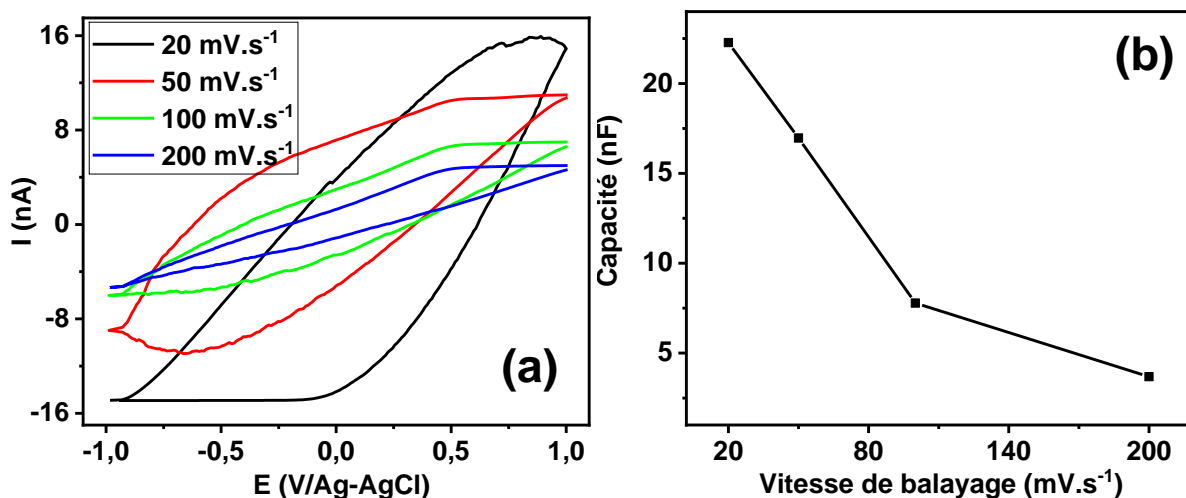 16
8
0
-8
-16
I (nA)
20 mV.s-1
50 mV.s-1
100 mV.s-1
200 mV.s-1
(a)
-1,0 -0,5 0,0 0,5 1,0
E (V/Ag-AgCl)
(b)
20
15
10
5
Capacité (nF)
20 80 140 200
Vitesse de balayage (mV.s-1)